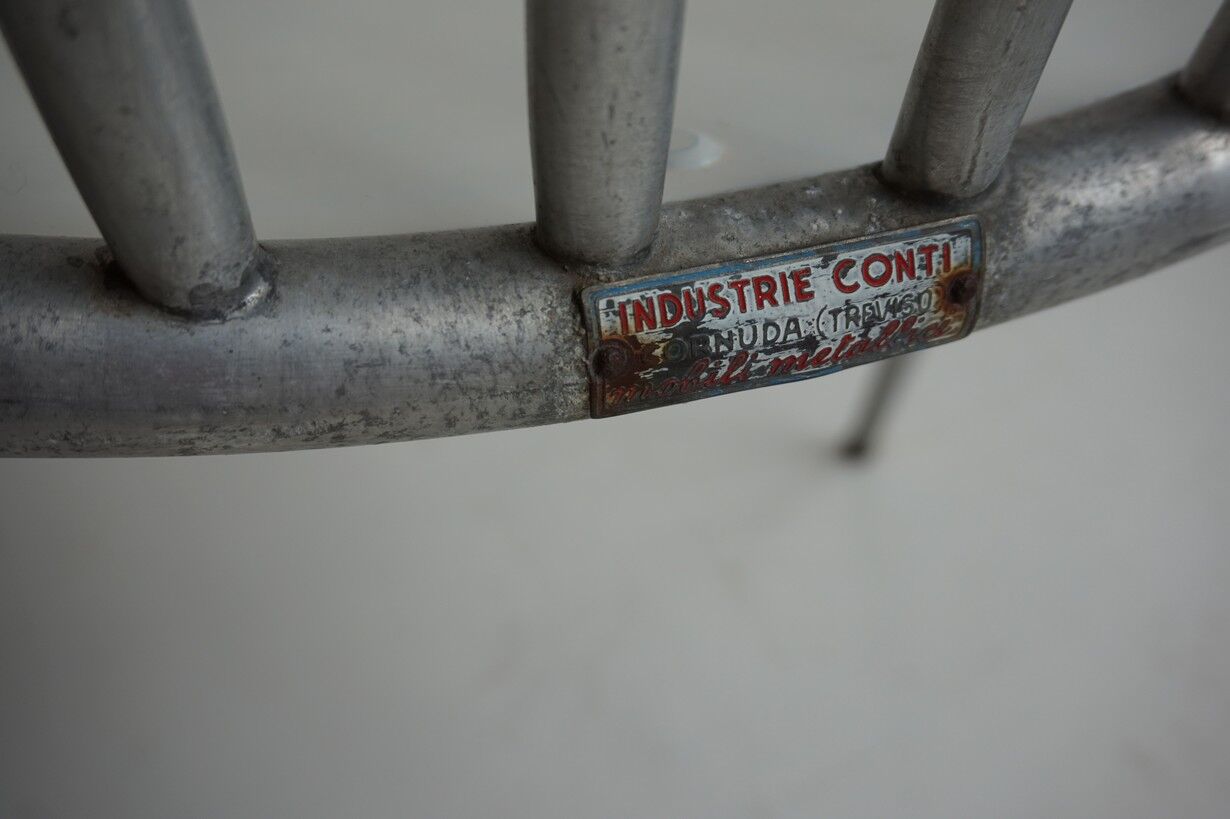 INDUSTRIE CONTI
CORNUDA (TREVISO)
mobili metallici